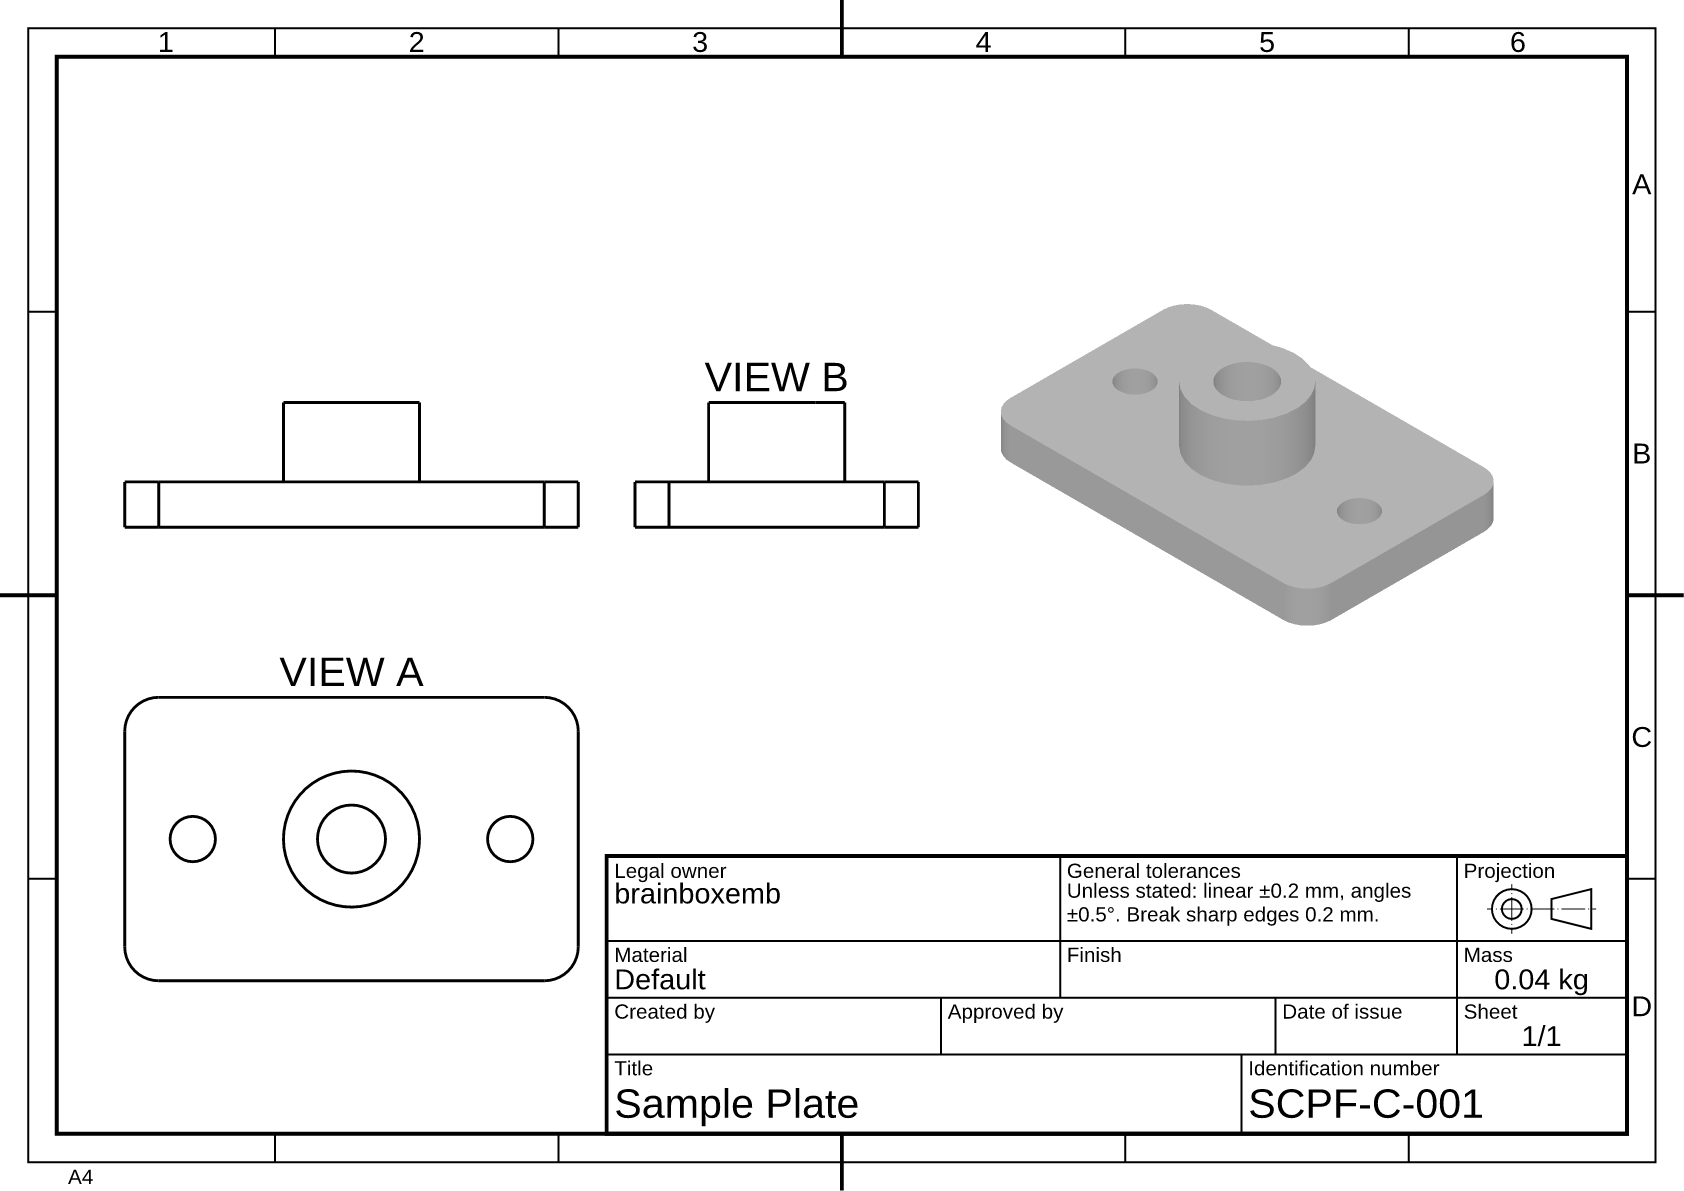 1 2 3 4 5 6
A
B
C
D
VIEW B
VIEW A
Legal owner
brainboxemb
General tolerances
Unless stated: linear ±0.2 mm, angles
±0.5°. Break sharp edges 0.2 mm.
Projection
Material
Default
Finish
Mass
0.04 kg
Created by
Approved by
Date of issue
Sheet
1/1
Title
Sample Plate
Identification number
SCPF-C-001
A4